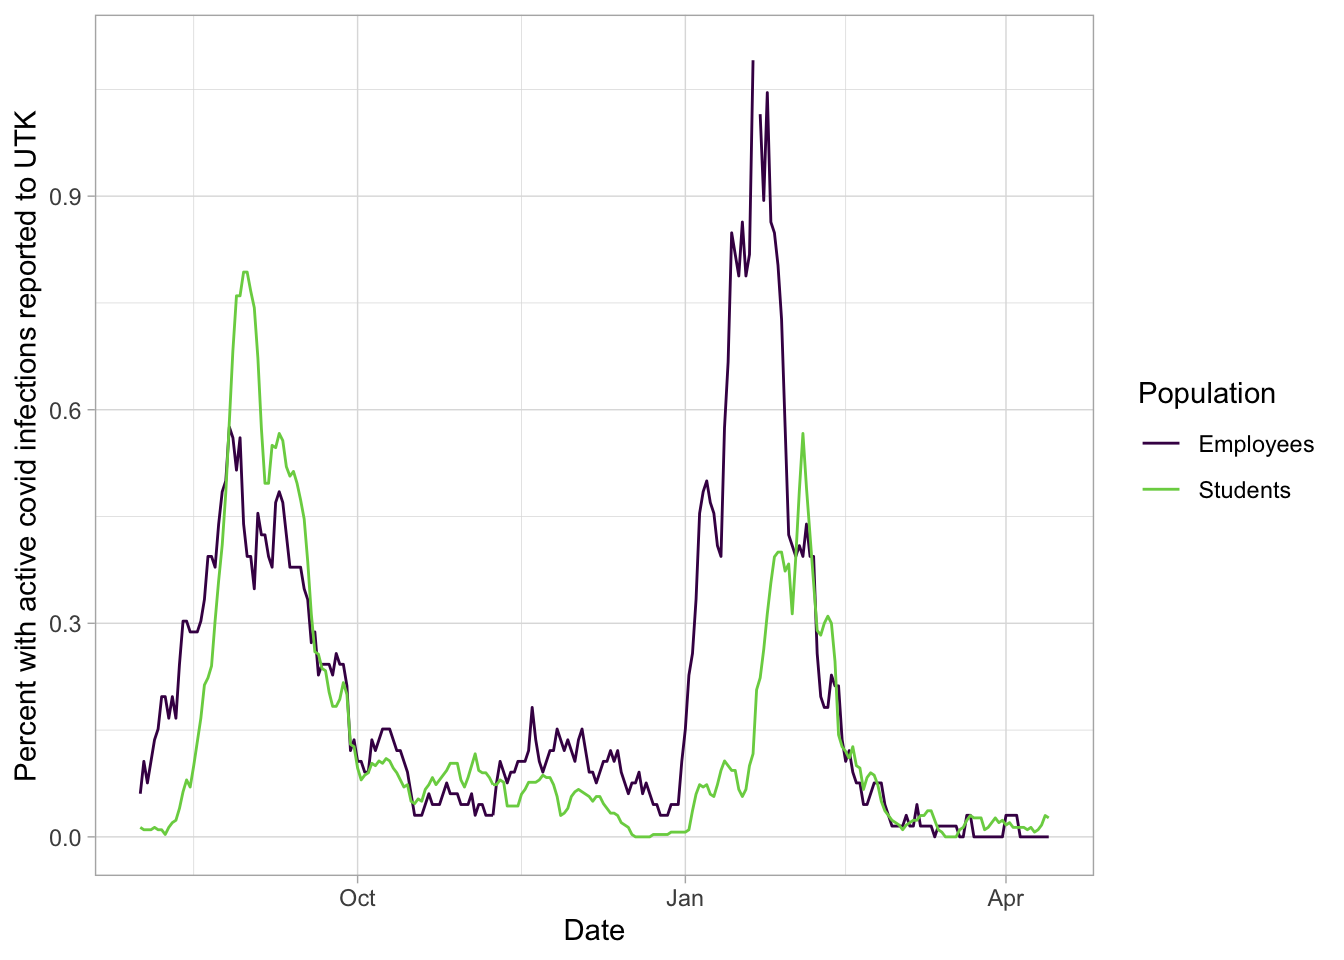 Percent with active covid infections reported to UTK
0.9
0.6
0.3
0.0
Oct
Jan
Apr
Date
Population
Employees
Students